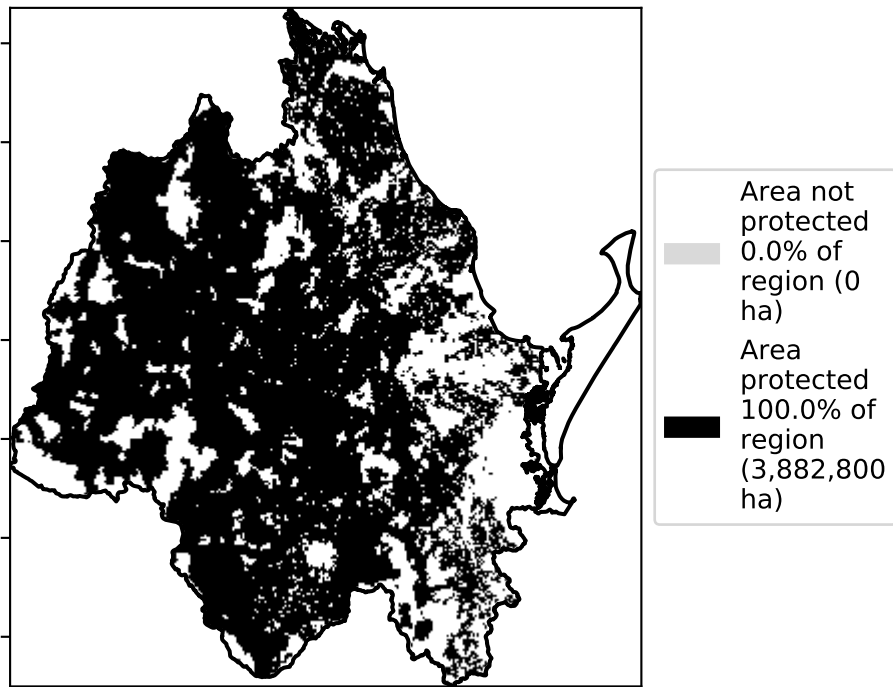 Area not
protected
0.0% of
region (0
ha)
Area
protected
100.0% of
region
(3,882,800
ha)